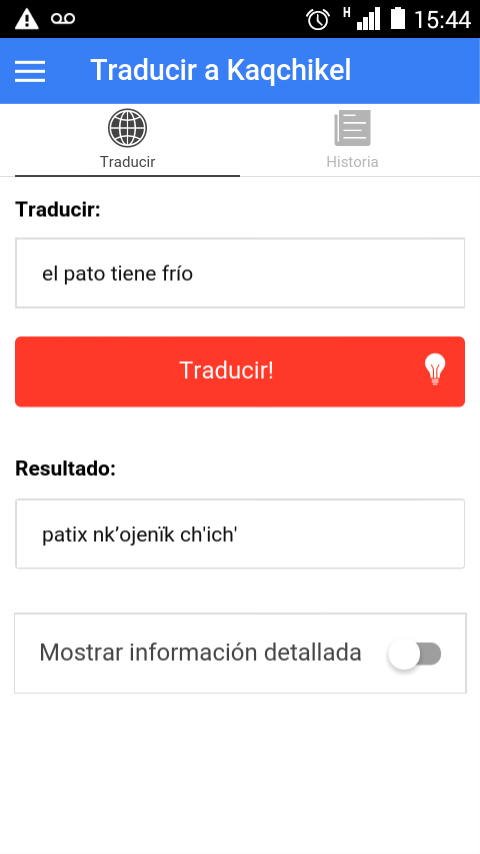 H 15:44
Traducir a Kaqchikel
Traducir Historia
Traducir:
el pato tiene frío
Traducir!
Resultado:
patix nk’ojenïk ch'ich'
Mostrar información detallada